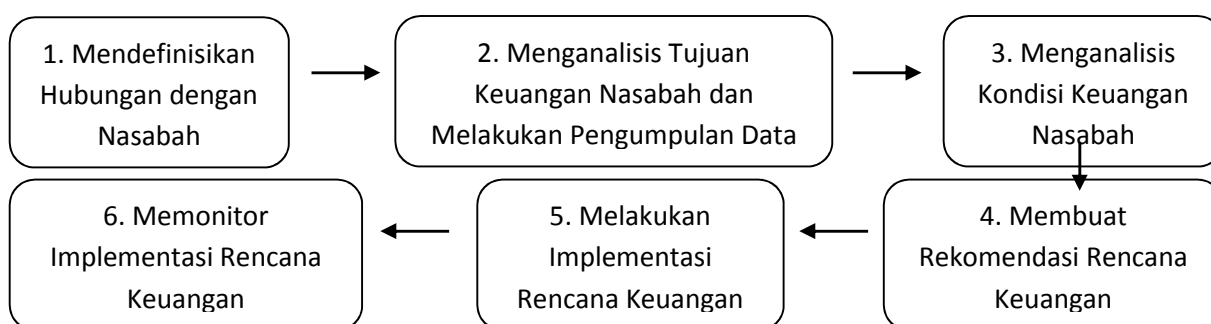 1. Mendefinisikan
Hubungan dengan
Nasabah
2. Menganalisis Tujuan
Keuangan Nasabah dan
Melakukan Pengumpulan Data
3. Menganalisis
Kondisi Keuangan
Nasabah
4. Membuat
Rekomendasi Rencana
Keuangan
5. Melakukan
Implementasi
Rencana Keuangan
6. Memonitor
Implementasi Rencana
Keuangan